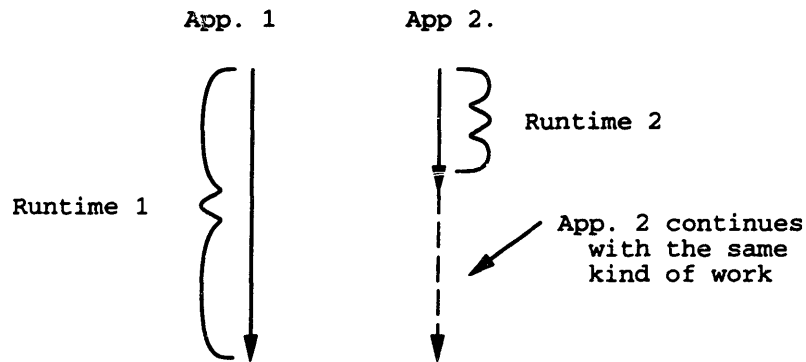 App. 1
App 2.
Runtime 2
Runtime 1
App. 2 continues
with the same
kind of work